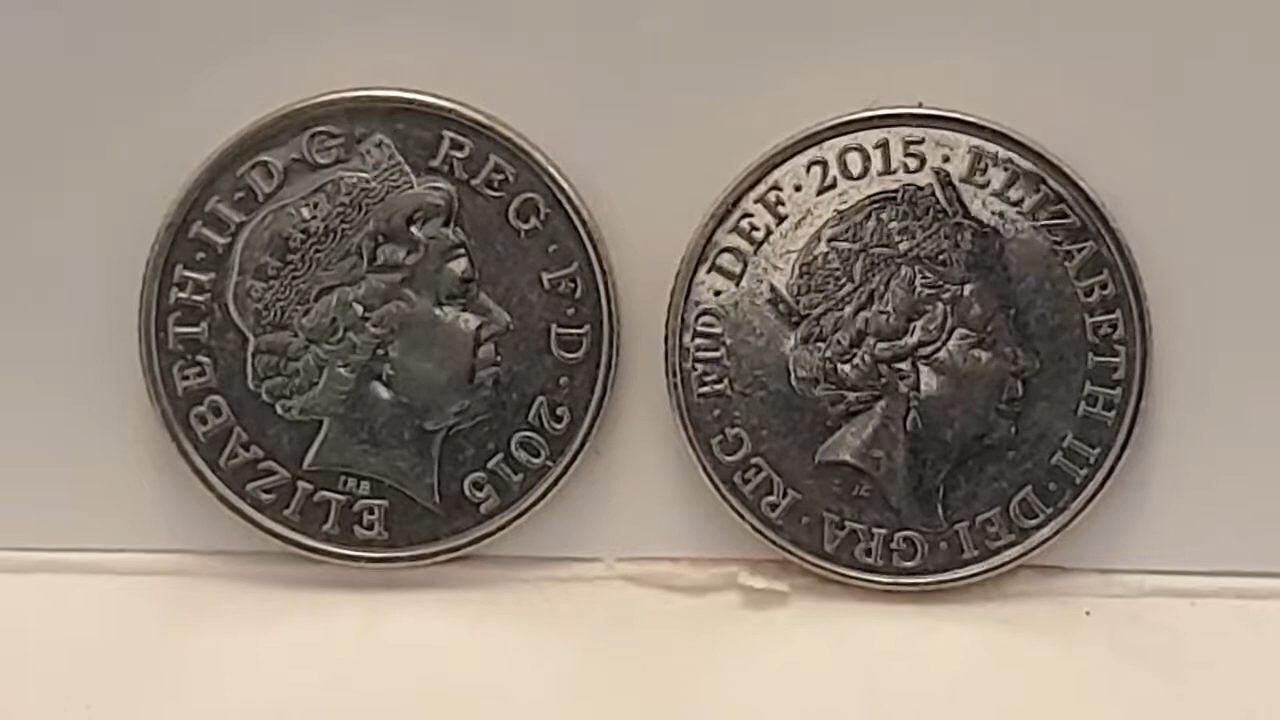 ELIZABETH·II·D·G REG·F·D·2015
IRB
ELIZABETH II·DEI·GRA·REG·FID·DEF·2015·
JC